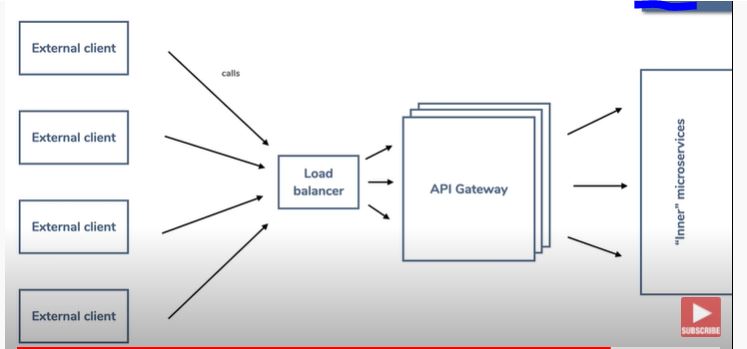 External client
calls
External client
Load
balancer
API Gateway
"Inner" microservices
External client
External client
SUBSCRIBE